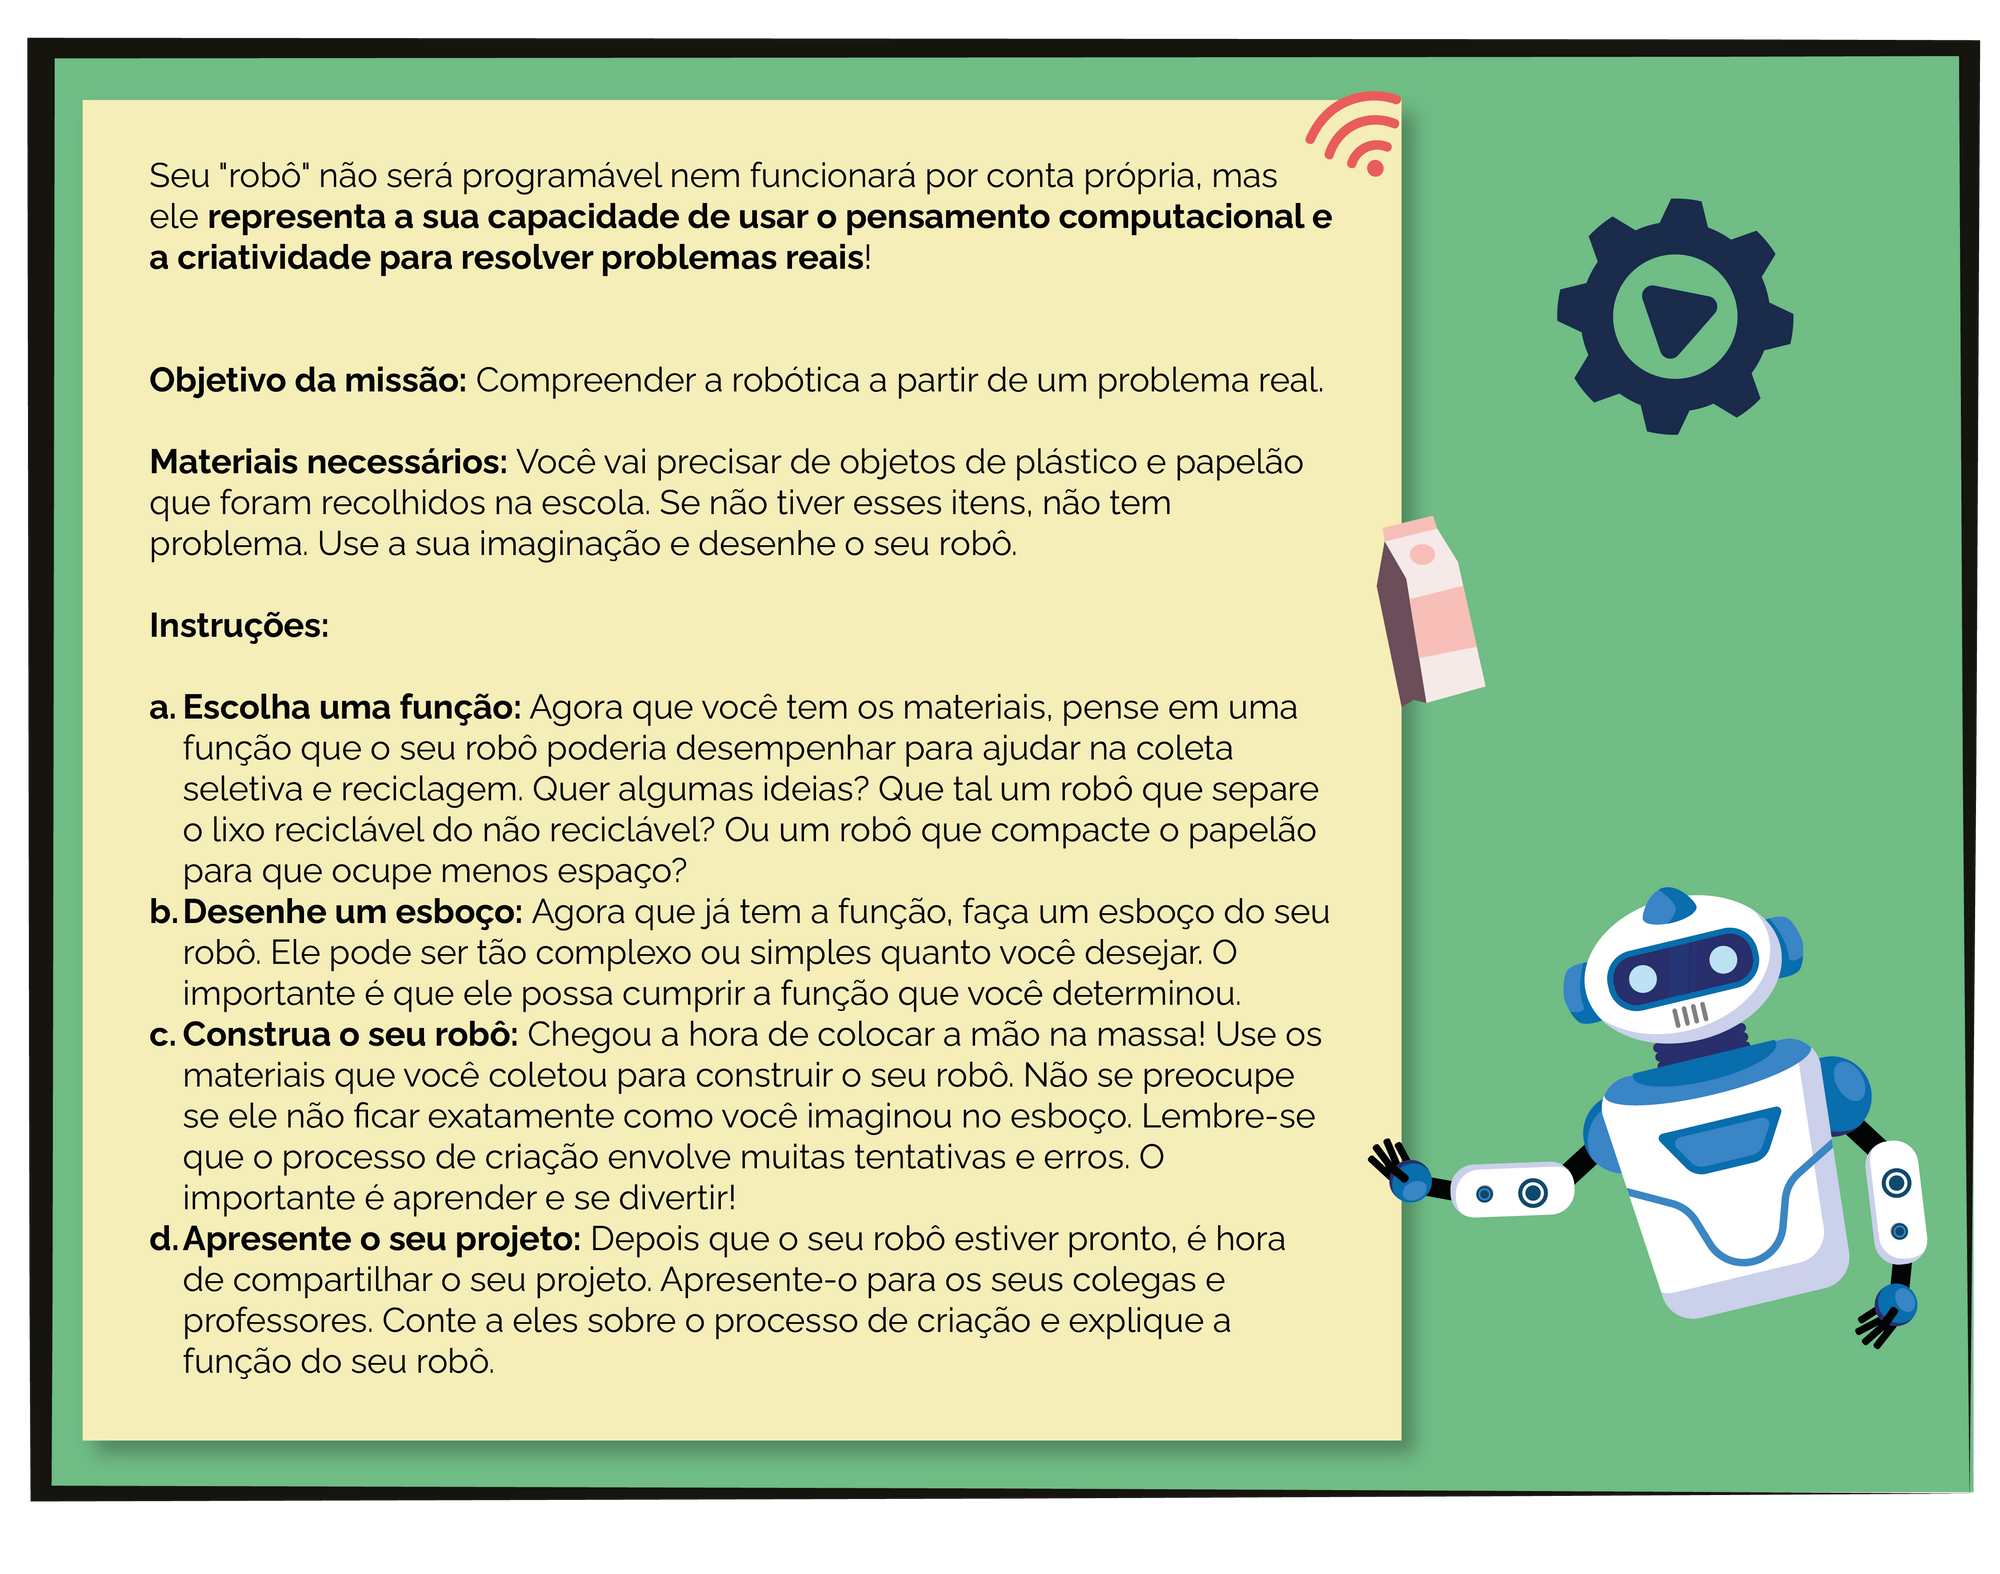 Seu "robô" não será programável nem funcionará por conta própria, mas
ele representa a sua capacidade de usar o pensamento computacional e
a criatividade para resolver problemas reais!
Objetivo da missão: Compreender a robótica a partir de um problema real.
Materiais necessários: Você vai precisar de objetos de plástico e papelão
que foram recolhidos na escola. Se não tiver esses itens, não tem
problema. Use a sua imaginação e desenhe o seu robô.
Instruções:
a. Escolha uma função: Agora que você tem os materiais, pense em uma
função que o seu robô poderia desempenhar para ajudar na coleta
seletiva e reciclagem. Quer algumas ideias? Que tal um robô que separe
o lixo reciclável do não reciclável? Ou um robô que compacte o papelão
para que ocupe menos espaço?
b. Desenhe um esboço: Agora que já tem a função, faça um esboço do seu
robô. Ele pode ser tão complexo ou simples quanto você desejar. O
importante é que ele possa cumprir a função que você determinou.
c. Construa o seu robô: Chegou a hora de colocar a mão na massa! Use os
materiais que você coletou para construir o seu robô. Não se preocupe
se ele não ficar exatamente como você imaginou no esboço. Lembre-se
que o processo de criação envolve muitas tentativas e erros. O
importante é aprender e se divertir!
d. Apresente o seu projeto: Depois que o seu robô estiver pronto, é hora
de compartilhar o seu projeto. Apresente-o para os seus colegas e
professores. Conte a eles sobre o processo de criação e explique a
função do seu robô.